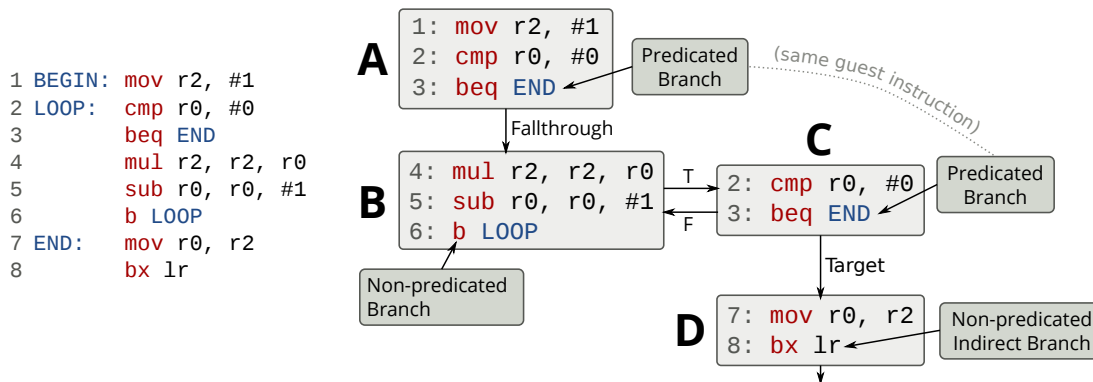 1 BEGIN: mov r2, #1
2 LOOP: cmp r0, #0
3 beq END
4 mul r2, r2, r0
5 sub r0, r0, #1
6 b LOOP
7 END: mov r0, r2
8 bx lr
A
1: mov r2, #1
2: cmp r0, #0
3: beq END
Predicated
Branch
(same guest instruction)
Fallthrough
B
4: mul r2, r2, r0
5: sub r0, r0, #1
6: b LOOP
Non-predicated
Branch
T
F
C
2: cmp r0, #0
3: beq END
Predicated
Branch
Target
D
7: mov r0, r2
8: bx lr
Non-predicated
Indirect Branch